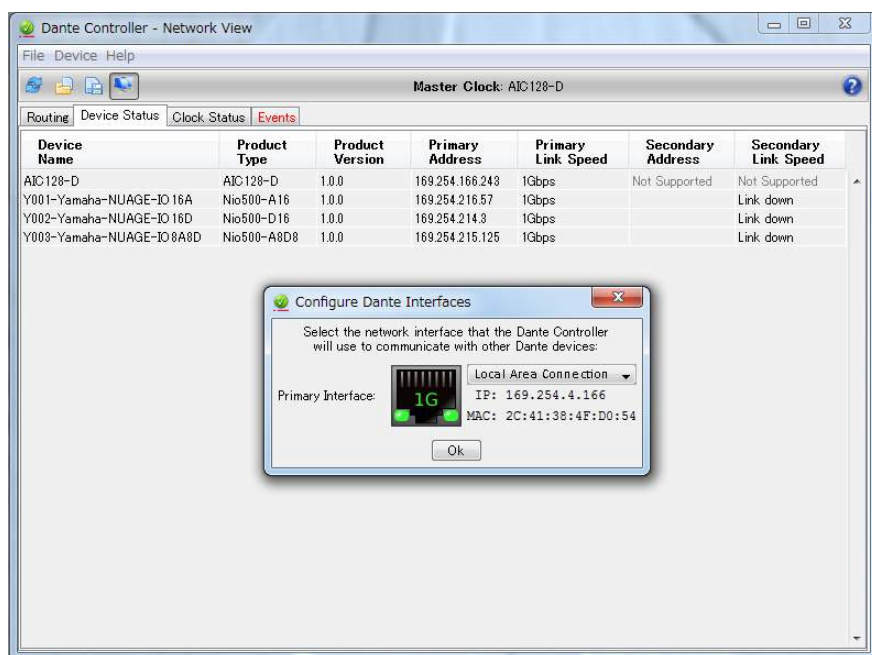 Dante Controller - Network View
File Device Help
Master Clock: AIC128-D
Routing Device Status Clock Status Events
Device Name Product Type Product Version Primary Address Primary Link Speed Secondary Address Secondary Link Speed
AIC128-D AIC128-D 1.0.0 169.254.166.243 1Gbps Not Supported Not Supported
Y001-Yamaha-NUAGE-IO16A Nio500-A16 1.0.0 169.254.216.57 1Gbps Link down
Y002-Yamaha-NUAGE-IO16D Nio500-D16 1.0.0 169.254.214.3 1Gbps Link down
Y003-Yamaha-NUAGE-IO8A8D Nio500-A8D8 1.0.0 169.254.215.125 1Gbps Link down
Configure Dante Interfaces
Select the network interface that the Dante Controller
will use to communicate with other Dante devices:
Local Area Connection
Primary Interface: 1G IP: 169.254.4.166
MAC: 2C:41:38:4F:D0:54
Ok